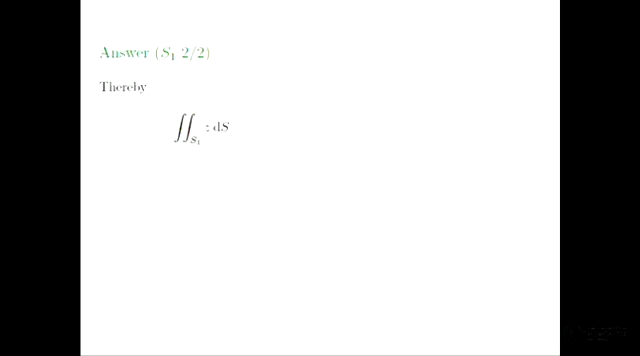 Answer (S₁ 2/2)
Thereby
∬_{S₁} z dS